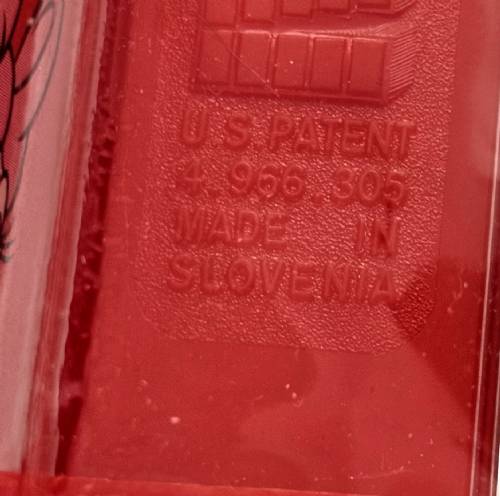 U.S. PATENT
4.966.305
MADE IN
SLOVENIA